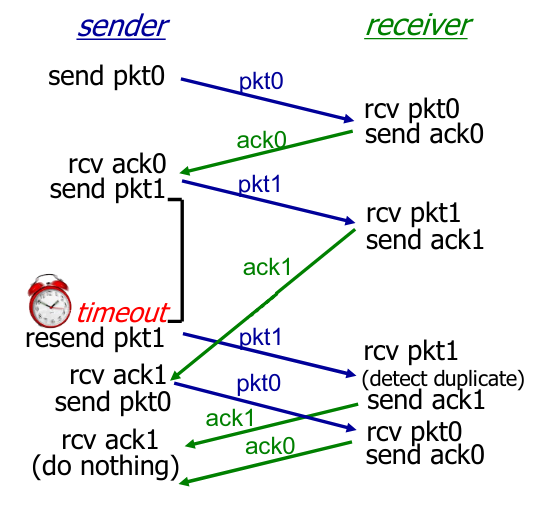 sender
receiver
send pkt0
pkt0
rcv pkt0
send ack0
ack0
rcv ack0
send pkt1
pkt1
rcv pkt1
send ack1
ack1
timeout
resend pkt1
pkt1
rcv pkt1
(detect duplicate)
send ack1
rcv ack1
send pkt0
pkt0
ack1
rcv pkt0
send ack0
rcv ack1
(do nothing)
ack0